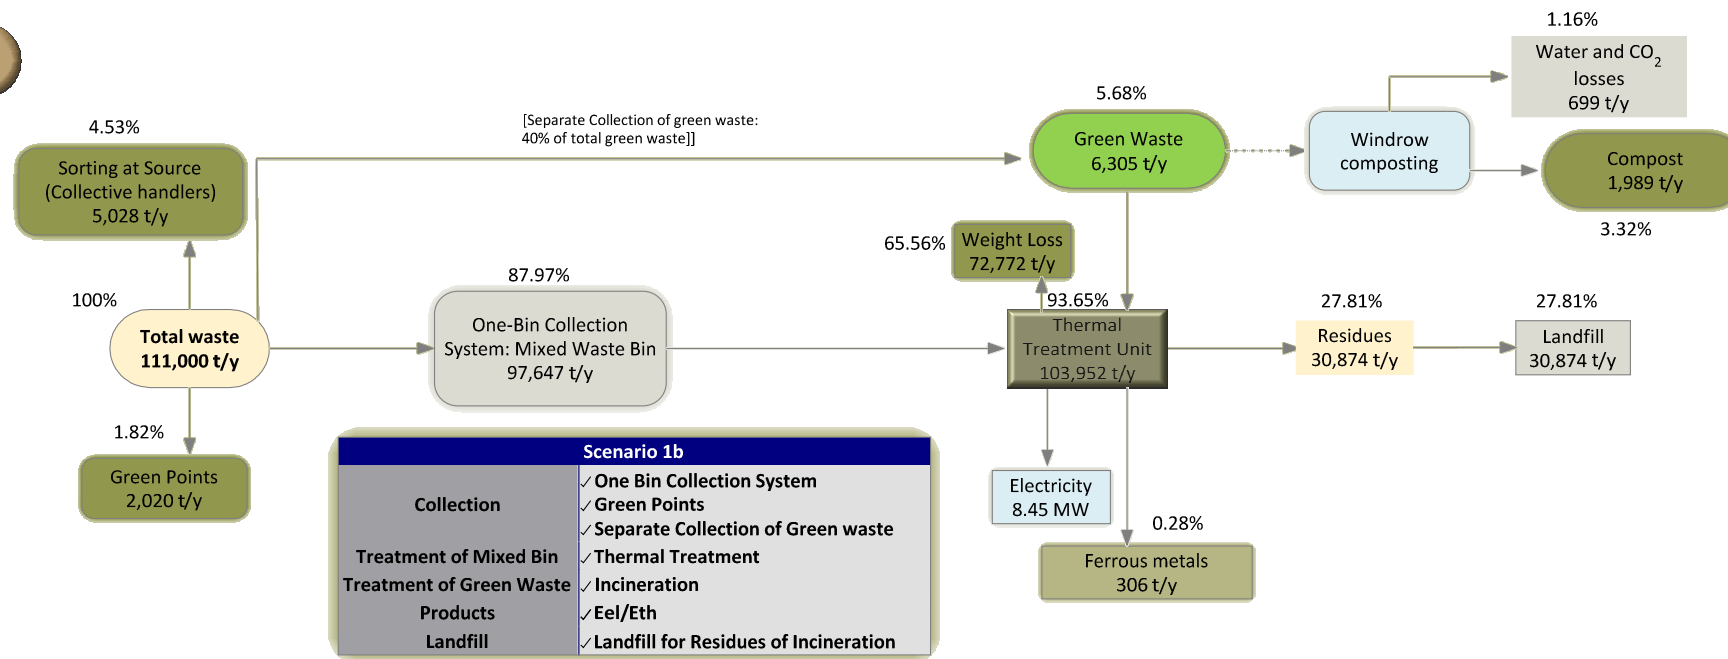 1.16%
Water and CO2
losses
699 t/y
5.68%
[Separate Collection of green waste:
40% of total green waste]]
4.53%
Sorting at Source
(Collective handlers)
5,028 t/y
Green Waste
6,305 t/y
Windrow
composting
Compost
1,989 t/y
3.32%
65.56%
Weight Loss
72,772 t/y
87.97%
100%
93.65%
27.81%
27.81%
Total waste
111,000 t/y
One-Bin Collection
System: Mixed Waste Bin
97,647 t/y
Thermal
Treatment Unit
103,952 t/y
Residues
30,874 t/y
Landfill
30,874 t/y
1.82%
Green Points
2,020 t/y
Scenario 1b
Collection
✓ One Bin Collection System
✓ Green Points
✓ Separate Collection of Green waste
Treatment of Mixed Bin ✓ Thermal Treatment
Treatment of Green Waste ✓ Incineration
Products ✓ Eel/Eth
Landfill ✓ Landfill for Residues of Incineration
Electricity
8.45 MW
0.28%
Ferrous metals
306 t/y